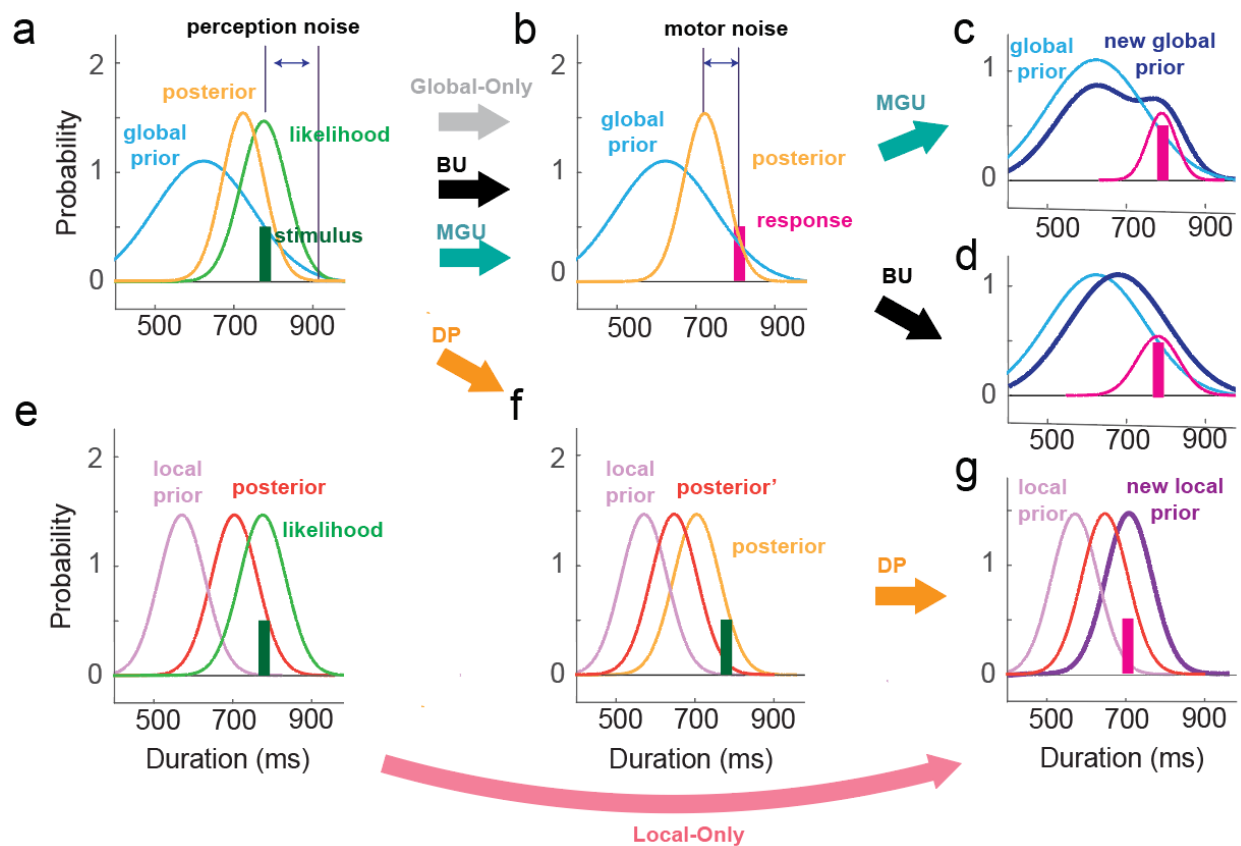 a
perception noise
2
1
0
Probability
posterior
global
prior
likelihood
stimulus
500
700
900
Global-Only
BU
MGU
DP
b
motor noise
2
1
0
global
prior
posterior
response
500
700
900
MGU
BU
c
global
prior
new global
prior
1
0
500
700
900
d
1
0
500
700
900
e
2
1
0
Probability
local
prior
posterior
likelihood
500
700
900
Duration (ms)
f
2
1
0
local
prior
posterior’
posterior
500
700
900
Duration (ms)
DP
g
local
prior
new local
prior
1
0
500
700
900
Duration (ms)
Local-Only